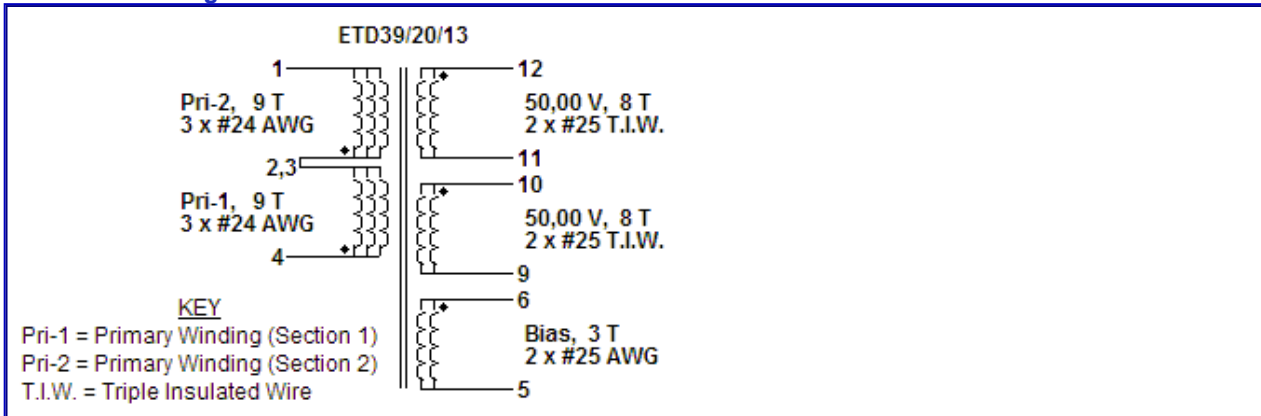 ETD39/20/13
1
Pri-2, 9 T
3 x #24 AWG
2,3
Pri-1, 9 T
3 x #24 AWG
4
12
50,00 V, 8 T
2 x #25 T.I.W.
11
10
50,00 V, 8 T
2 x #25 T.I.W.
9
6
Bias, 3 T
2 x #25 AWG
5
KEY
Pri-1 = Primary Winding (Section 1)
Pri-2 = Primary Winding (Section 2)
T.I.W. = Triple Insulated Wire